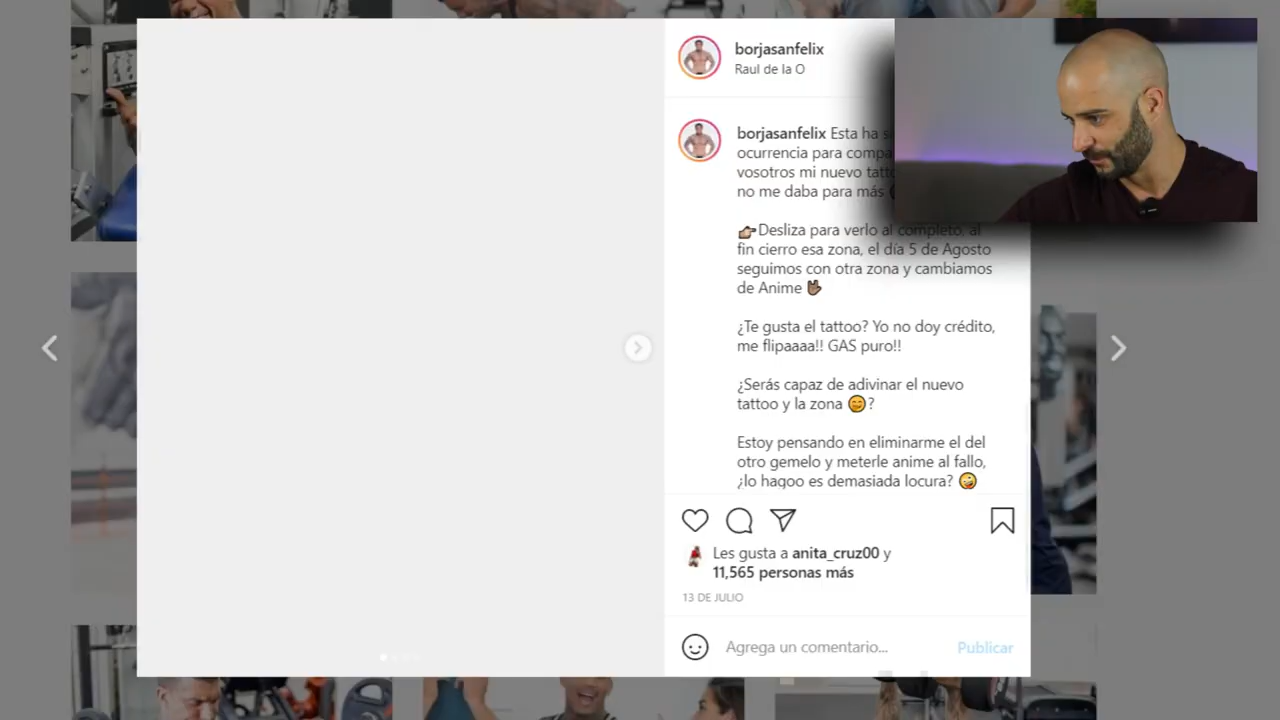 borjasanfelix
Raul de la O
borjasanfelix Esta ha
ocurrencia para
vosotros mi nuevo
no me daba para más
👉Desliza para verlo al completo, al
fin cierro esa zona, el día 5 de Agosto
seguimos con otra zona y cambiamos
de Anime 🤟
¿Te gusta el tattoo? Yo no doy crédito,
me flipaaaa!! GAS puro!!
¿Serás capaz de adivinar el nuevo
tattoo y la zona 🤭?
Estoy pensando en eliminarme el del
otro gemelo y meterle anime al fallo,
¿lo hagoo es demasiada locura? 🤪
Les gusta a anita_cruz00 y
11,565 personas más
13 DE JULIO
Agrega un comentario... Publicar